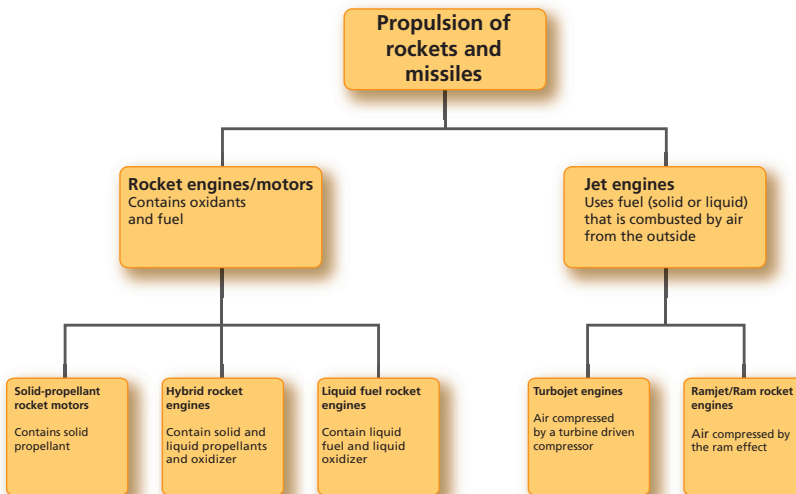 Propulsion of
rockets and
missiles
Rocket engines/motors
Contains oxidants
and fuel
Jet engines
Uses fuel (solid or liquid)
that is combusted by air
from the outside
Solid-propellant
rocket motors
Contains solid
propellant
Hybrid rocket
engines
Contain solid and
liquid propellants
and oxidizer
Liquid fuel rocket
engines
Contain liquid
fuel and liquid
oxidizer
Turbojet engines
Air compressed
by a turbine driven
compressor
Ramjet/Ram rocket
engines
Air compressed by
the ram effect